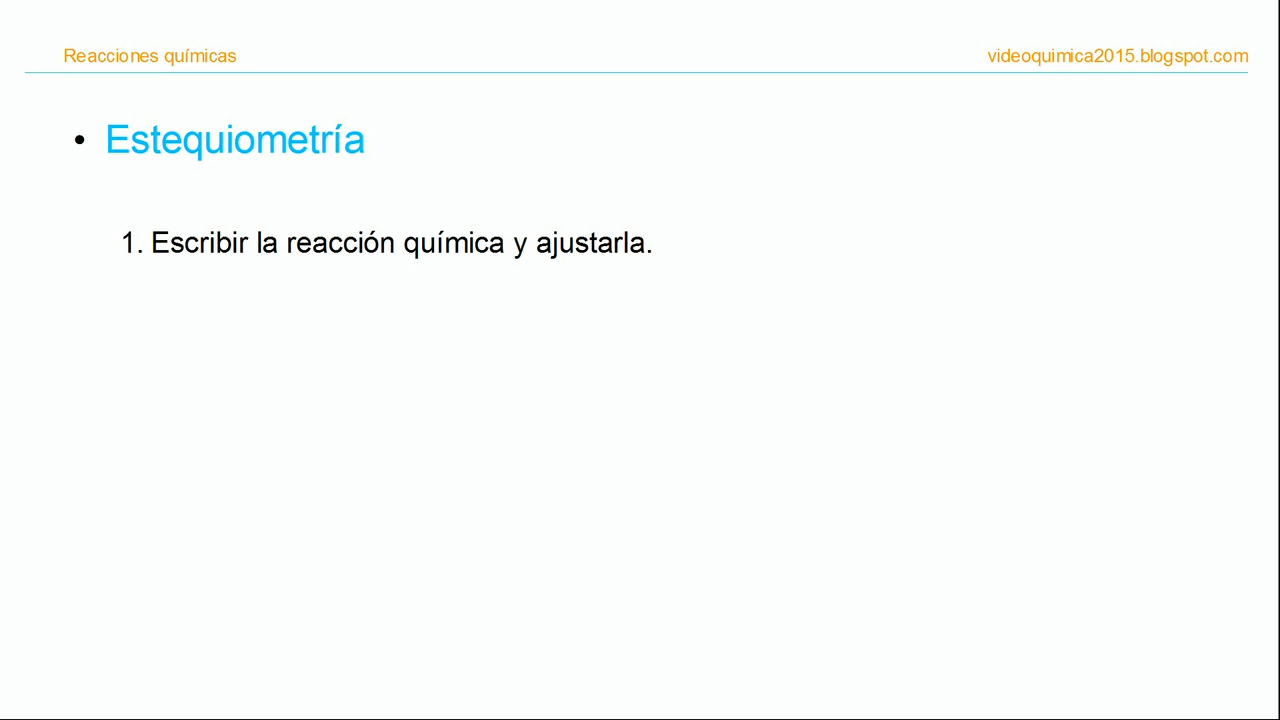 Reacciones químicas
videoquimica2015.blogspot.com
• Estequiometría
1. Escribir la reacción química y ajustarla.